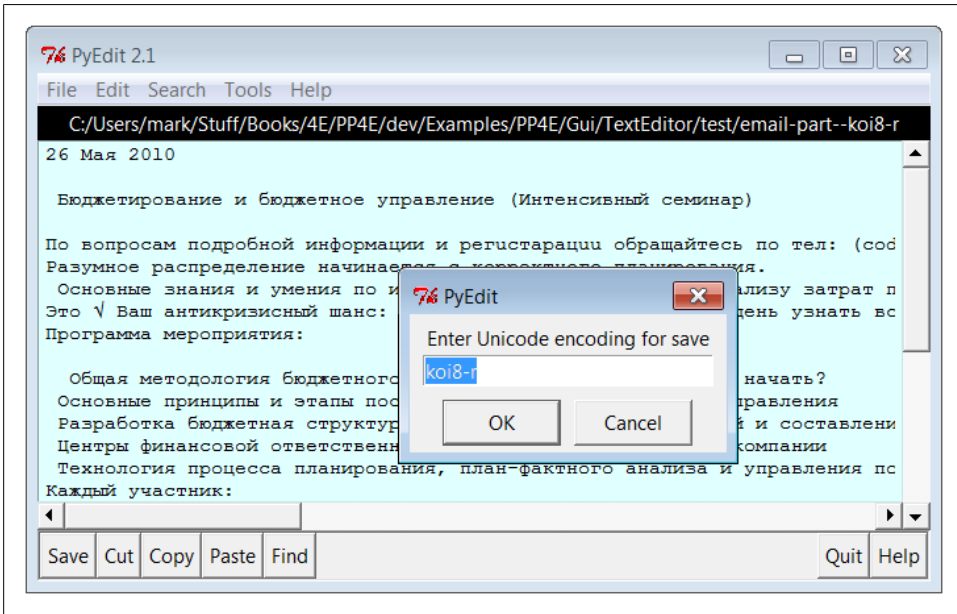 PyEdit 2.1
File Edit Search Tools Help
C:/Users/mark/Stuff/Books/4E/PP4E/dev/Examples/PP4E/Gui/TextEditor/test/email-part--koi8-r
26 Мая 2010
Бюджетирование и бюджетное управление (Интенсивный семинар)
По вопросам подробной информации и регистарации обращайтесь по тел: (cod
Разумное распределение начинается с корректного планирования.
Основные знания и умения по ализу затрат п
Это √ Ваш антикризисный шанс: день узнать вс
Программа мероприятия:
Общая методология бюджетного начать?
Основные принципы и этапы пос правления
Разработка бюджетная структур й и составлени
Центры финансовой ответственн компании
Технология процесса планирования, план-фактного анализа и управления пс
Каждый участник:
PyEdit
Enter Unicode encoding for save
koi8-r
OK Cancel
Save Cut Copy Paste Find Quit Help